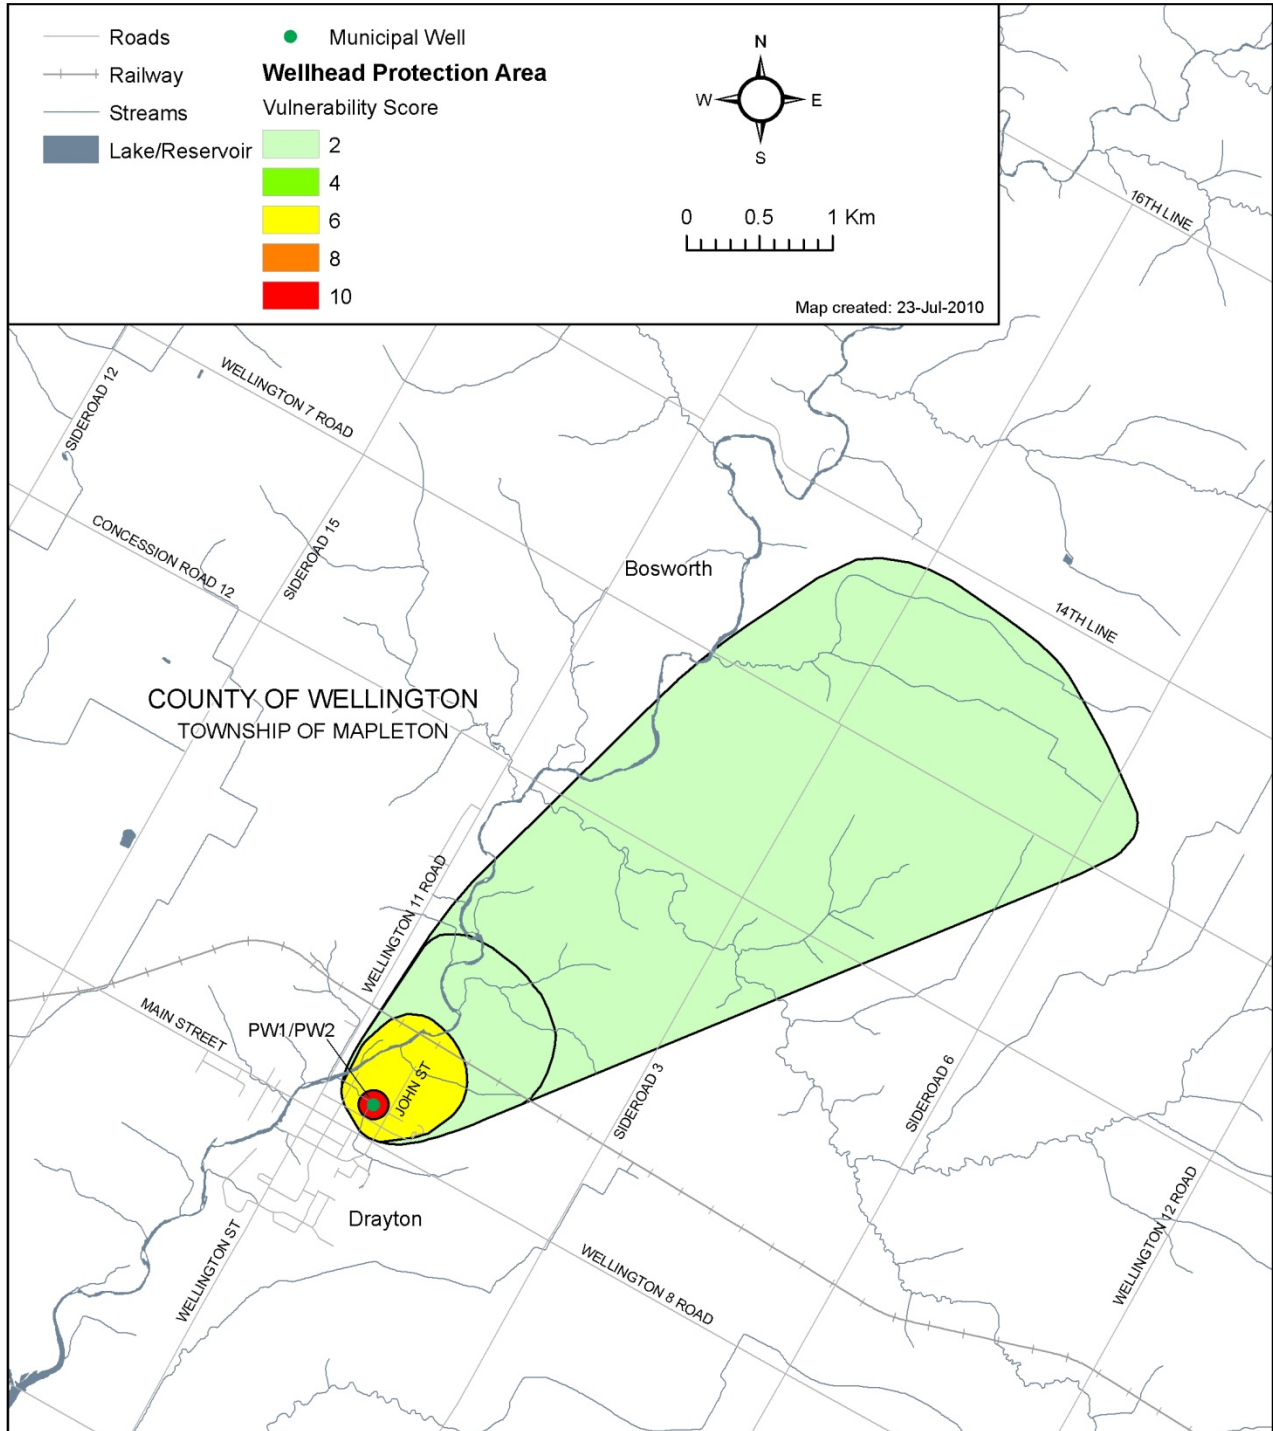 Roads
Railway
Streams
Lake/Reservoir
Municipal Well
Wellhead Protection Area
Vulnerability Score
2
4
6
8
10
N
W E
S
0 0.5 1 Km
Map created: 23-Jul-2010
16TH LINE
SIDEROAD 12
WELLINGTON 7 ROAD
CONCESSION ROAD 12
SIDEROAD 15
Bosworth
14TH LINE
COUNTY OF WELLINGTON
TOWNSHIP OF MAPLETON
WELLINGTON 11 ROAD
MAIN STREET
PW1/PW2
JOHN ST
SIDEROAD 3
SIDEROAD 6
WELLINGTON 12 ROAD
Drayton
WELLINGTON ST
WELLINGTON 8 ROAD